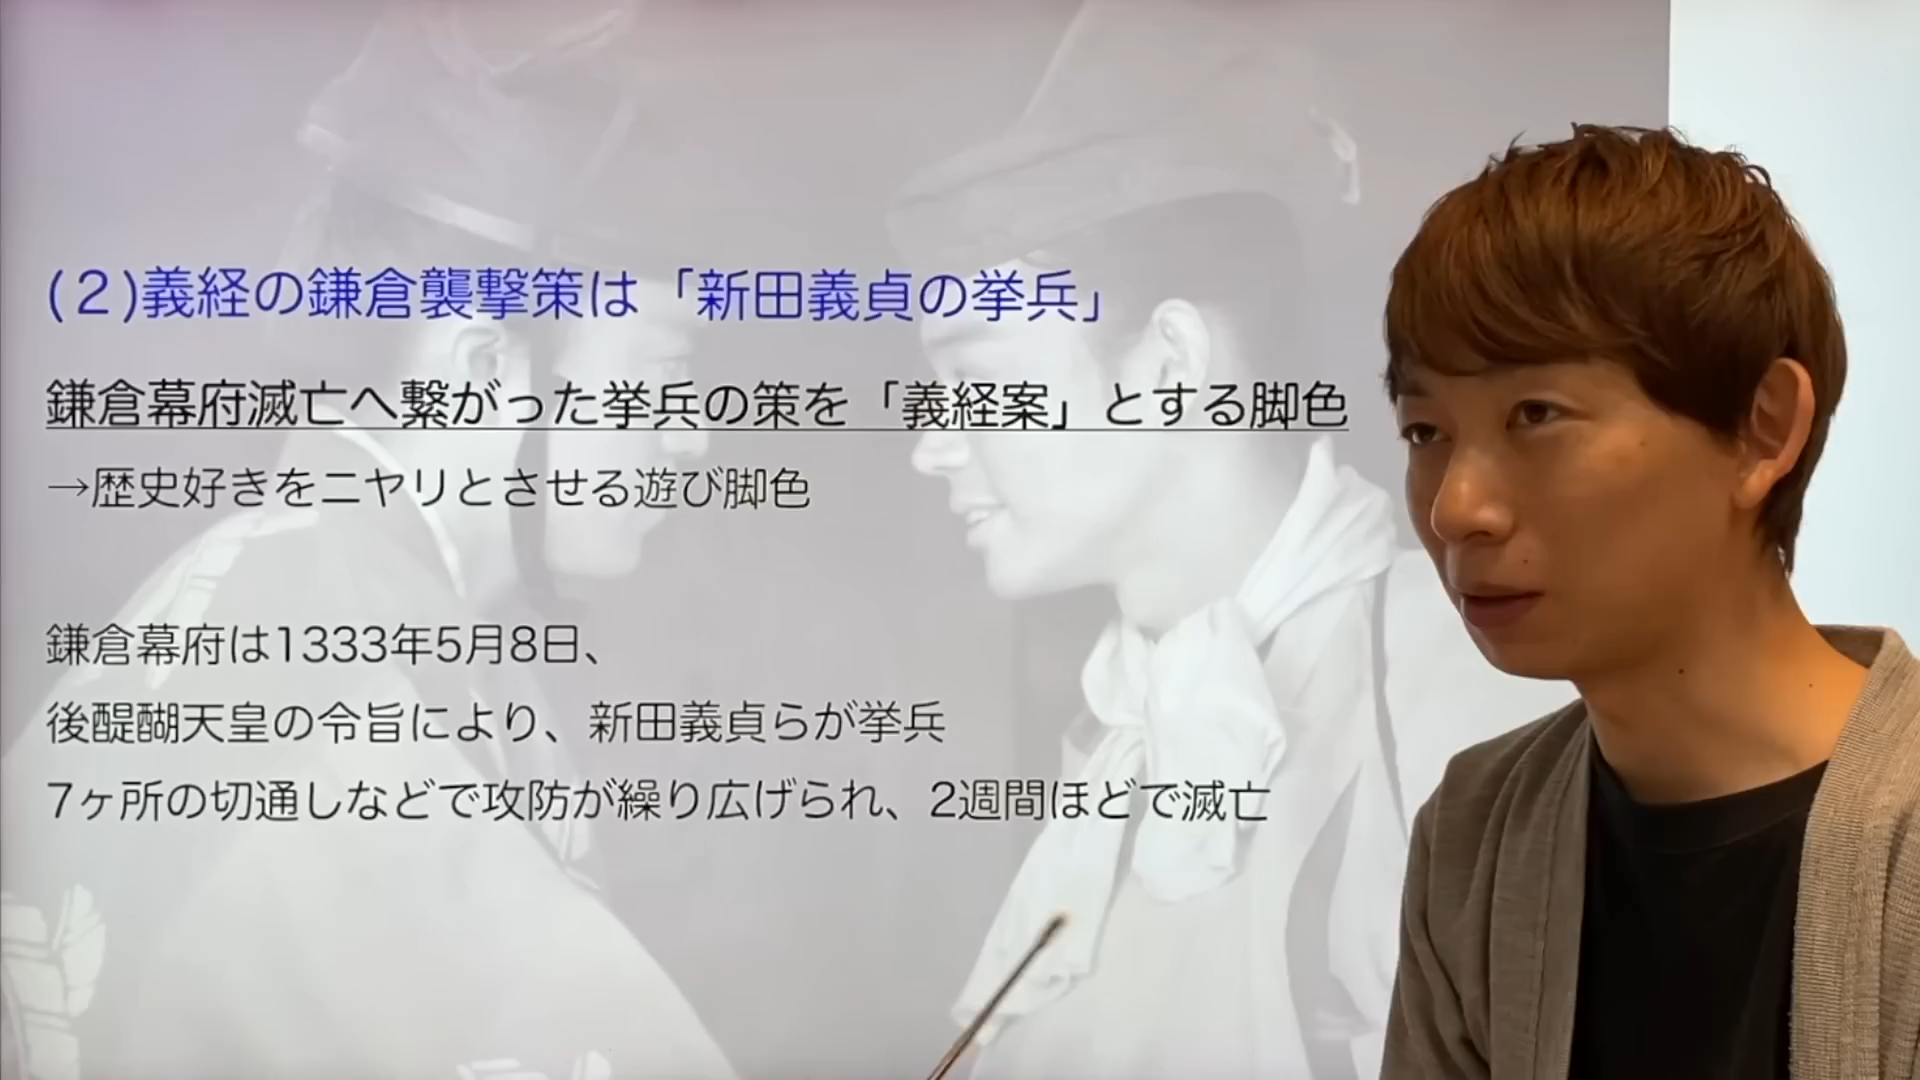 (２)義経の鎌倉襲撃策は「新田義貞の挙兵」
鎌倉幕府滅亡へ繋がった挙兵の策を「義経案」とする脚色
→歴史好きをニヤリとさせる遊び脚色
鎌倉幕府は1333年5月8日、
後醍醐天皇の令旨により、新田義貞らが挙兵
7ヶ所の切通しなどで攻防が繰り広げられ、2週間ほどで滅亡